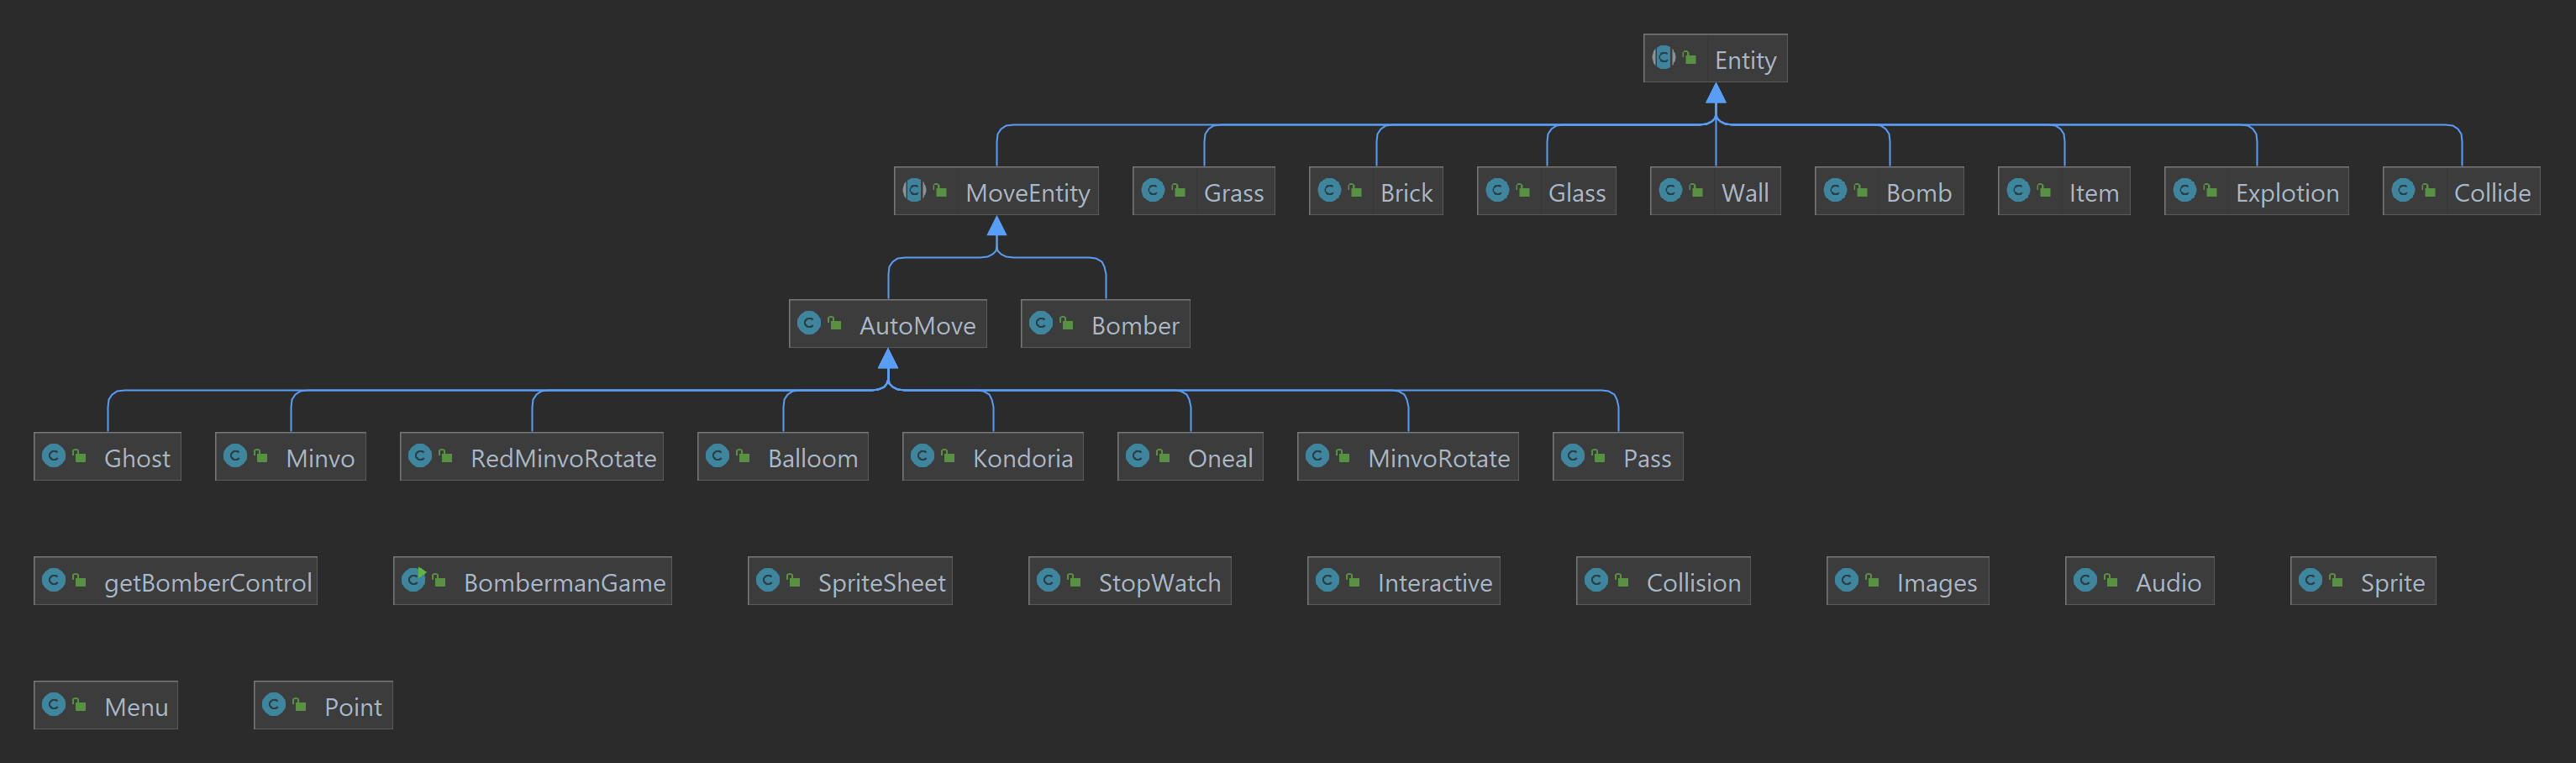 Entity
MoveEntity Grass Brick Glass Wall Bomb Item Explotion Collide
AutoMove Bomber
Ghost Minvo RedMinvoRotate Balloom Kondoria Oneal MinvoRotate Pass
getBomberControl BombermanGame SpriteSheet StopWatch Interactive Collision Images Audio Sprite
Menu Point